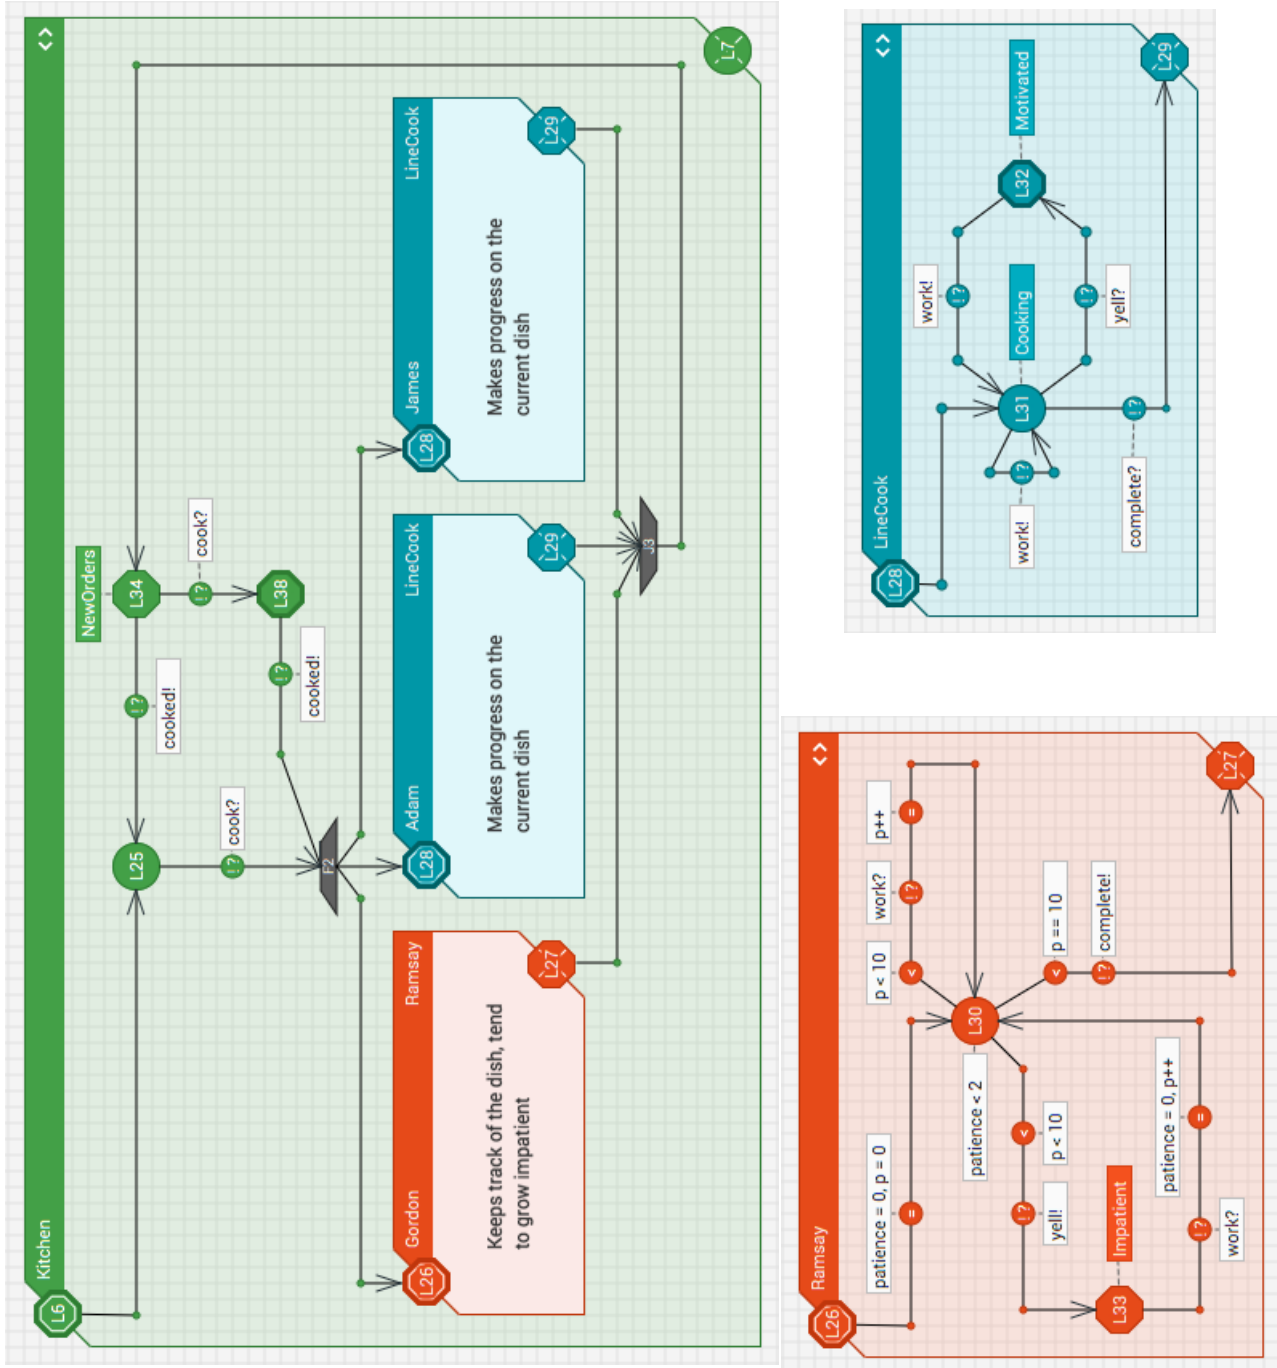 Kitchen
< >
L6
L7
NewOrders
L34
cook?
! ?
L38
cooked!
! ?
cooked!
! ?
L25
cook?
! ?
F2
Gordon
Ramsay
L26
Keeps track of the dish, tend
to grow impatient
L27
Adam
LineCook
L28
Makes progress on the
current dish
L29
James
LineCook
L28
Makes progress on the
current dish
L29
J3
LineCook
< >
L28
L29
work!
! ?
L31
Cooking
work!
! ?
L32
Motivated
yell?
! ?
complete?
! ?
Ramsay
< >
L26
L27
patience = 0, p = 0
=
L30
patience < 2
p < 10
<
work?
! ?
p++
=
p == 10
<
complete!
! ?
p < 10
<
yell!
! ?
L33
Impatient
work?
! ?
patience = 0, p++
=